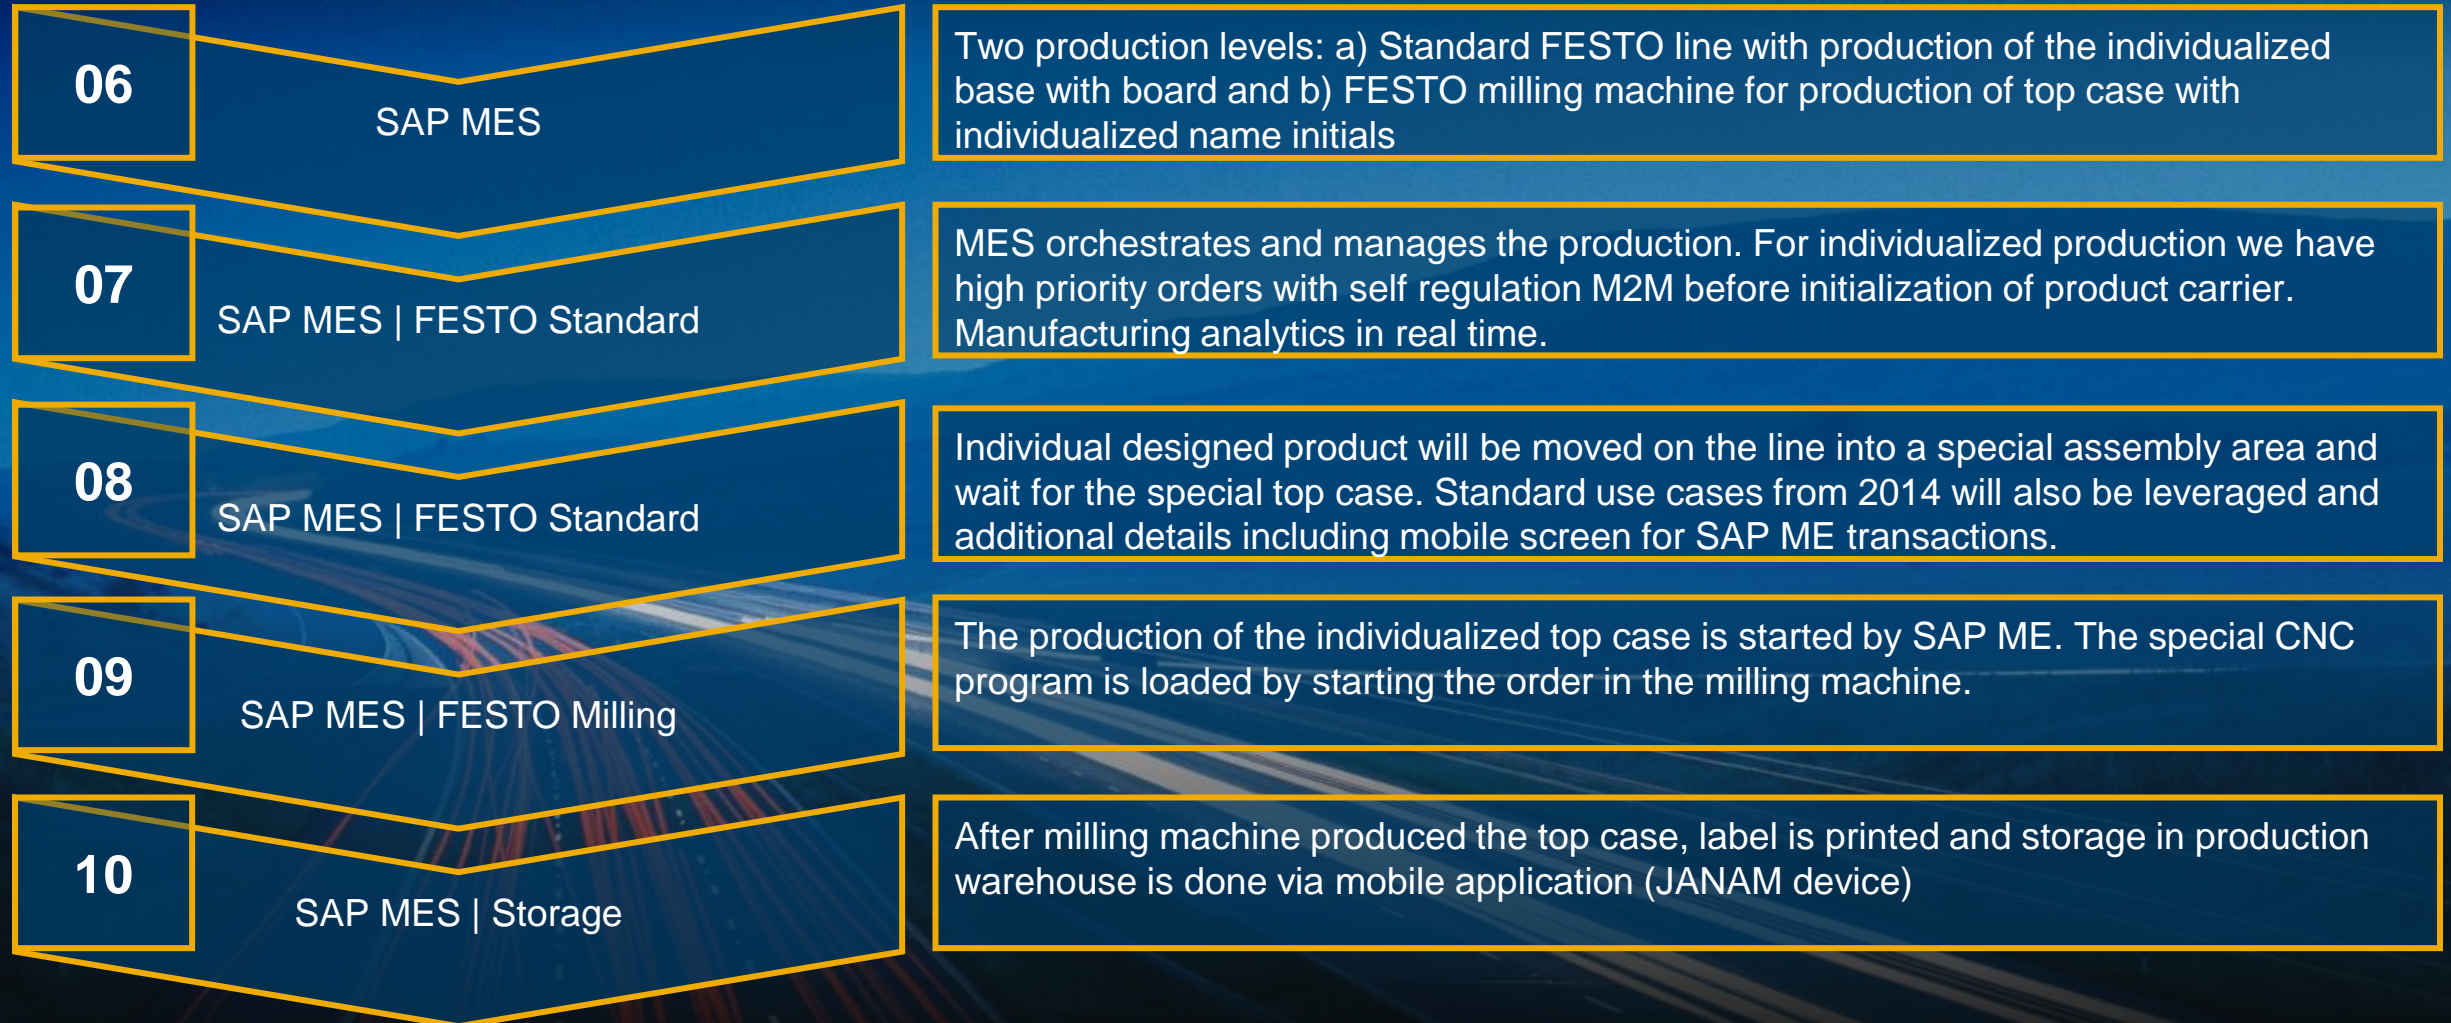 06
SAP MES
Two production levels: a) Standard FESTO line with production of the individualized
base with board and b) FESTO milling machine for production of top case with
individualized name initials
07
SAP MES | FESTO Standard
MES orchestrates and manages the production. For individualized production we have
high priority orders with self regulation M2M before initialization of product carrier.
Manufacturing analytics in real time.
08
SAP MES | FESTO Standard
Individual designed product will be moved on the line into a special assembly area and
wait for the special top case. Standard use cases from 2014 will also be leveraged and
additional details including mobile screen for SAP ME transactions.
09
SAP MES | FESTO Milling
The production of the individualized top case is started by SAP ME. The special CNC
program is loaded by starting the order in the milling machine.
10
SAP MES | Storage
After milling machine produced the top case, label is printed and storage in production
warehouse is done via mobile application (JANAM device)